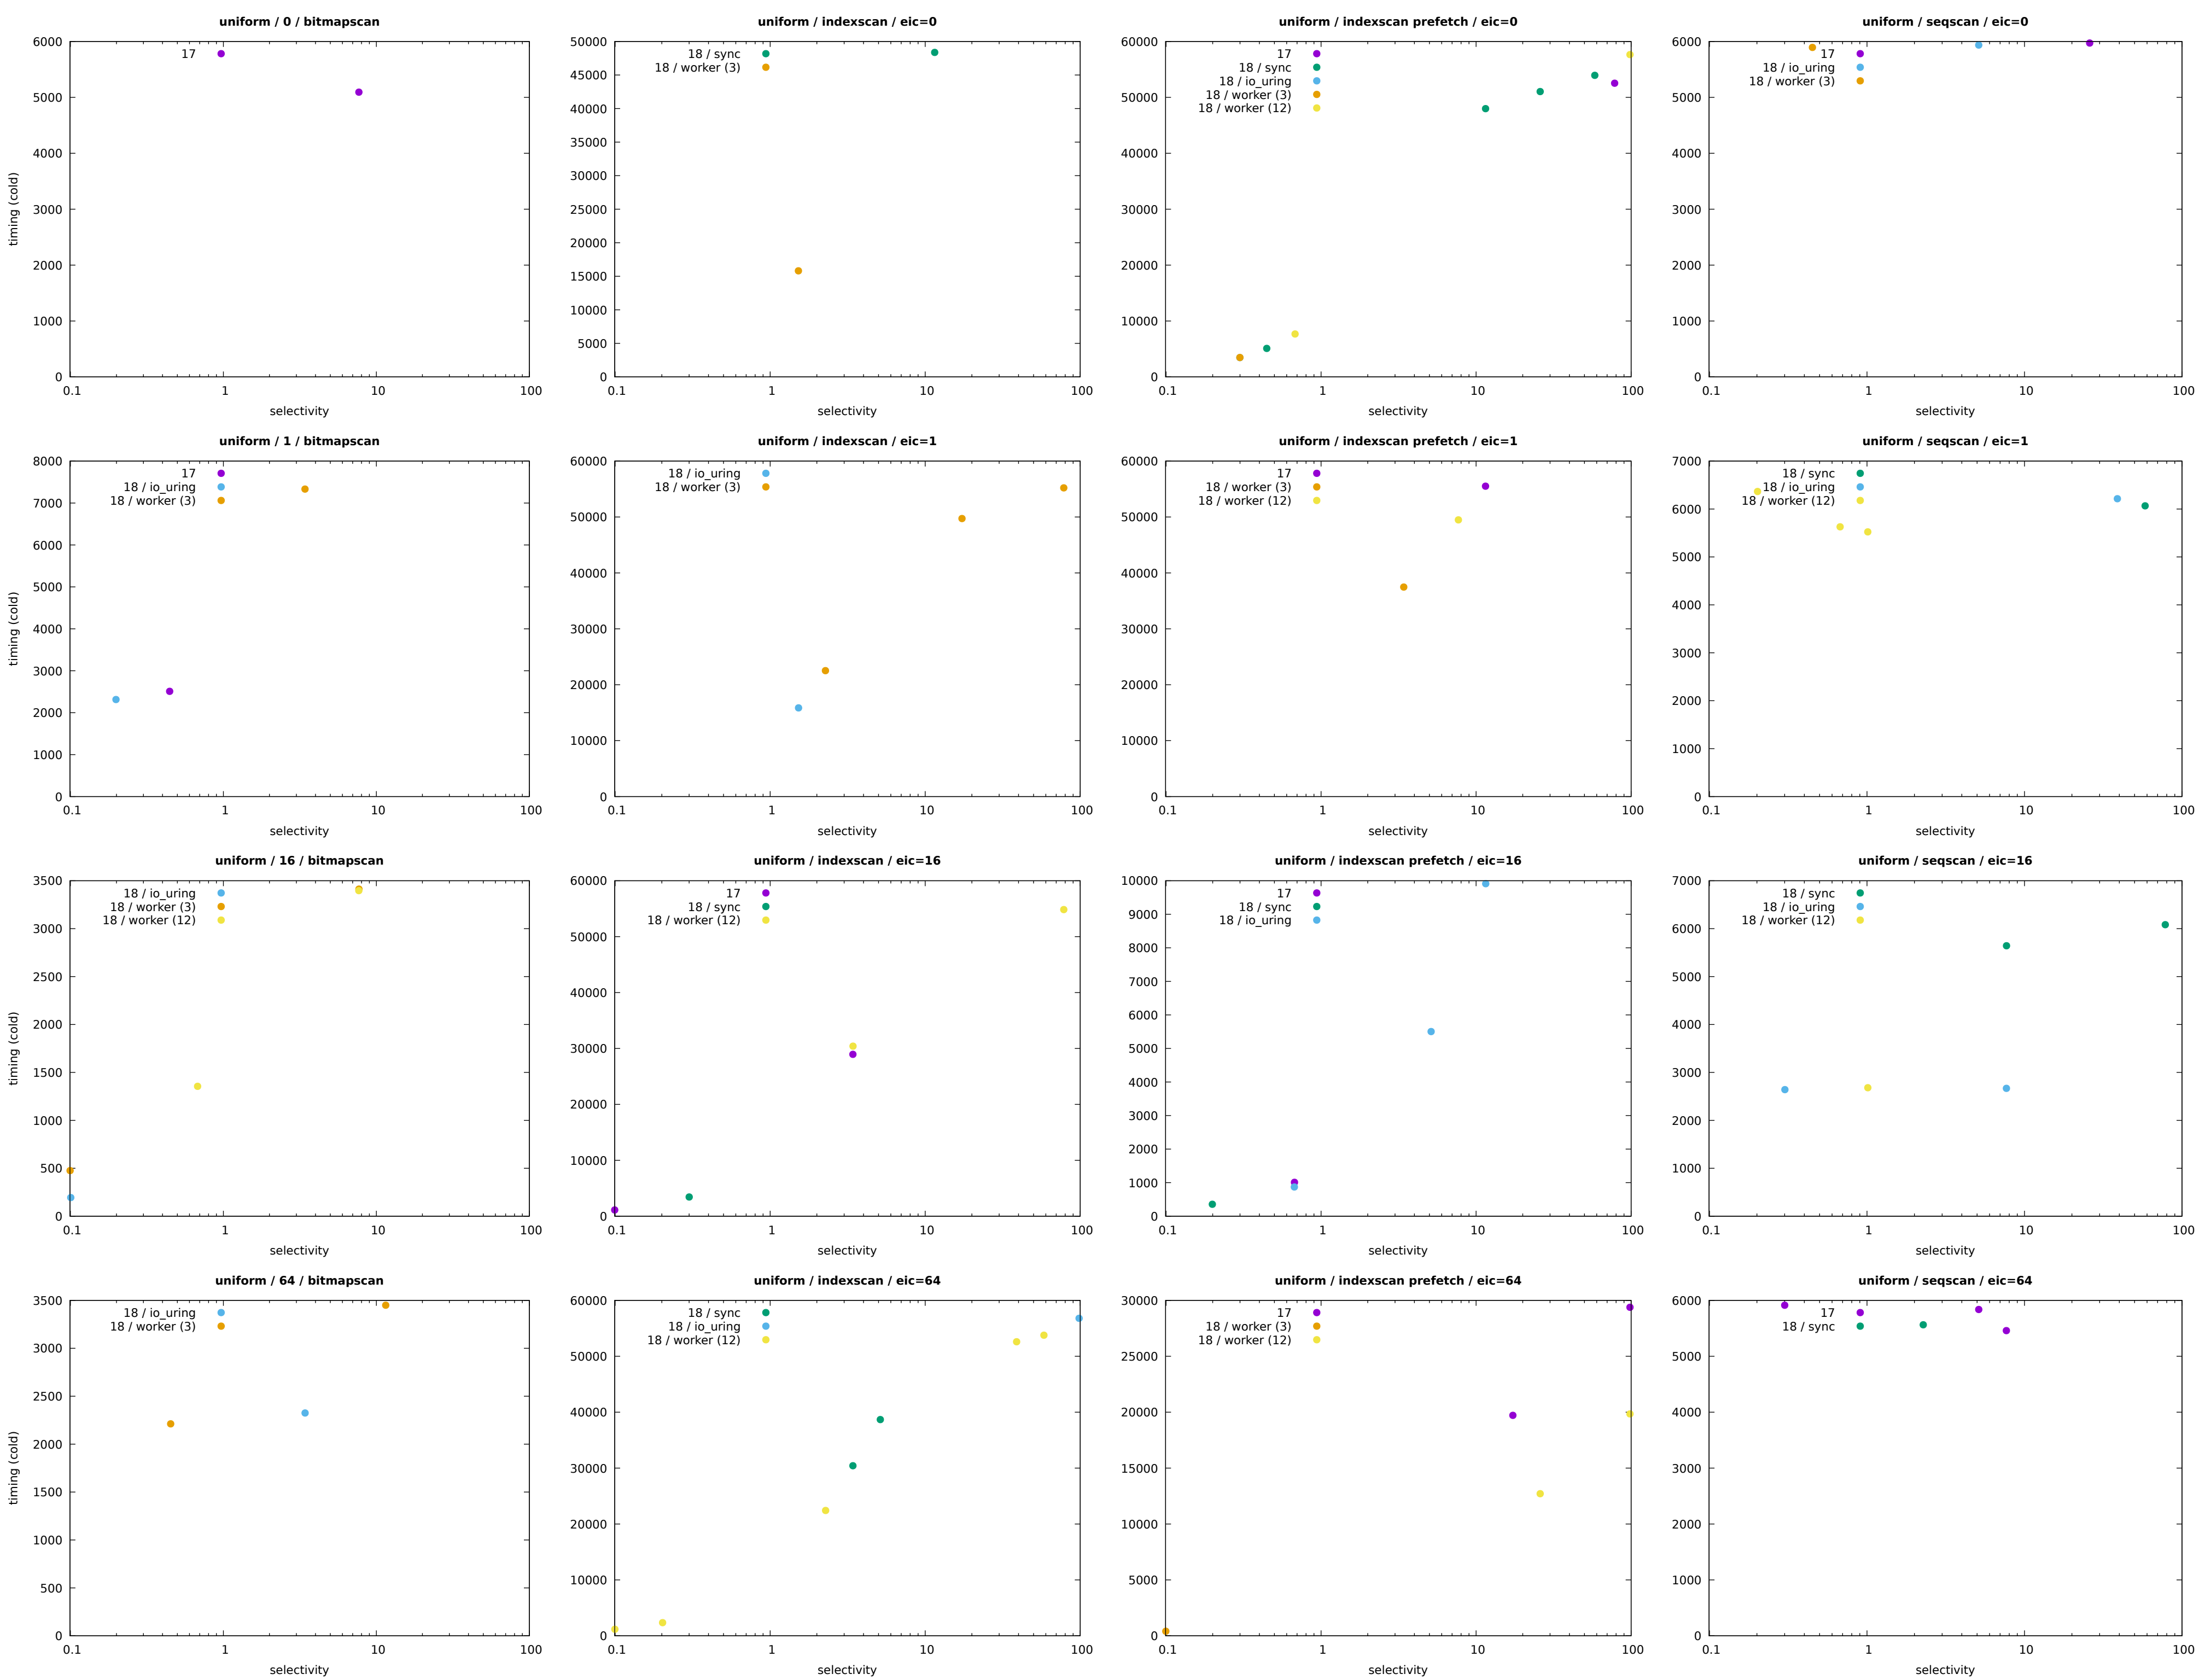 uniform / 0 / bitmapscan
timing (cold)
6000
5000
4000
3000
2000
1000
0
17
0.1 1 10 100
selectivity
uniform / indexscan / eic=0
50000
45000
40000
35000
30000
25000
20000
15000
10000
5000
0
18 / sync
18 / worker (3)
0.1 1 10 100
selectivity
uniform / indexscan prefetch / eic=0
60000
50000
40000
30000
20000
10000
0
17
18 / sync
18 / io_uring
18 / worker (3)
18 / worker (12)
0.1 1 10 100
selectivity
uniform / seqscan / eic=0
6000
5000
4000
3000
2000
1000
0
17
18 / io_uring
18 / worker (3)
0.1 1 10 100
selectivity
uniform / 1 / bitmapscan
timing (cold)
8000
7000
6000
5000
4000
3000
2000
1000
0
17
18 / io_uring
18 / worker (3)
0.1 1 10 100
selectivity
uniform / indexscan / eic=1
60000
50000
40000
30000
20000
10000
0
18 / io_uring
18 / worker (3)
0.1 1 10 100
selectivity
uniform / indexscan prefetch / eic=1
60000
50000
40000
30000
20000
10000
0
17
18 / worker (3)
18 / worker (12)
0.1 1 10 100
selectivity
uniform / seqscan / eic=1
7000
6000
5000
4000
3000
2000
1000
0
18 / sync
18 / io_uring
18 / worker (12)
0.1 1 10 100
selectivity
uniform / 16 / bitmapscan
timing (cold)
3500
3000
2500
2000
1500
1000
500
0
18 / io_uring
18 / worker (3)
18 / worker (12)
0.1 1 10 100
selectivity
uniform / indexscan / eic=16
60000
50000
40000
30000
20000
10000
0
17
18 / sync
18 / worker (12)
0.1 1 10 100
selectivity
uniform / indexscan prefetch / eic=16
10000
9000
8000
7000
6000
5000
4000
3000
2000
1000
0
17
18 / sync
18 / io_uring
0.1 1 10 100
selectivity
uniform / seqscan / eic=16
7000
6000
5000
4000
3000
2000
1000
0
18 / sync
18 / io_uring
18 / worker (12)
0.1 1 10 100
selectivity
uniform / 64 / bitmapscan
timing (cold)
3500
3000
2500
2000
1500
1000
500
0
18 / io_uring
18 / worker (3)
0.1 1 10 100
selectivity
uniform / indexscan / eic=64
60000
50000
40000
30000
20000
10000
0
18 / sync
18 / io_uring
18 / worker (12)
0.1 1 10 100
selectivity
uniform / indexscan prefetch / eic=64
30000
25000
20000
15000
10000
5000
0
17
18 / worker (3)
18 / worker (12)
0.1 1 10 100
selectivity
uniform / seqscan / eic=64
6000
5000
4000
3000
2000
1000
0
17
18 / sync
0.1 1 10 100
selectivity